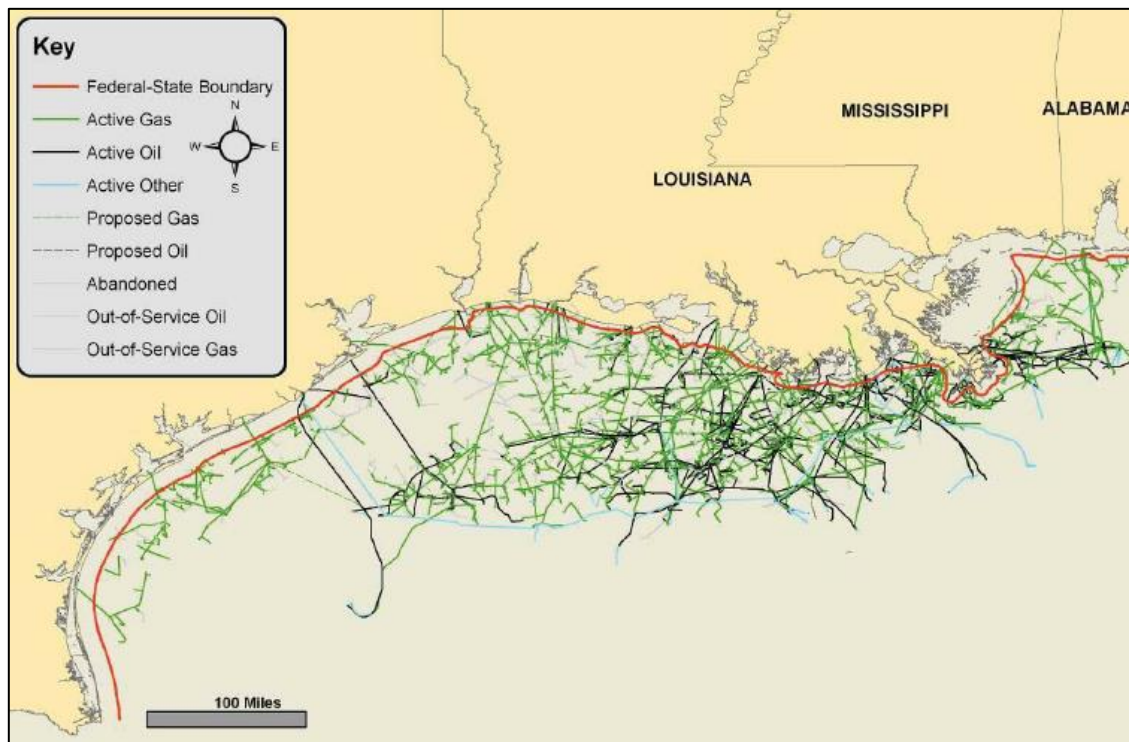 Key
Federal-State Boundary
Active Gas
Active Oil
Active Other
Proposed Gas
Proposed Oil
Abandoned
Out-of-Service Oil
Out-of-Service Gas
N
W
E
S
MISSISSIPPI
ALABAMA
LOUISIANA
100 Miles